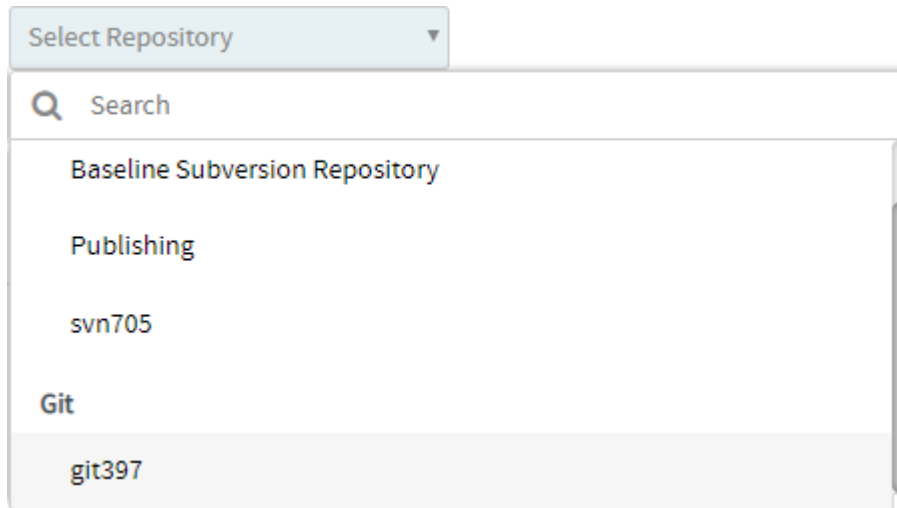 Select Repository
Search
Baseline Subversion Repository
Publishing
svn705
Git
git397